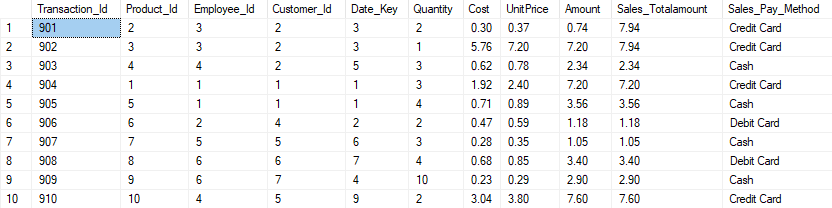 Transaction_Id Product_Id Employee_Id Customer_Id Date_Key Quantity Cost UnitPrice Amount Sales_Totalamount Sales_Pay_Method
1 901 2 3 2 3 2 0.30 0.37 0.74 7.94 Credit Card
2 902 3 3 2 3 1 5.76 7.20 7.20 7.94 Credit Card
3 903 4 4 2 5 3 0.62 0.78 2.34 2.34 Cash
4 904 1 1 1 1 3 1.92 2.40 7.20 7.20 Credit Card
5 905 5 1 1 1 4 0.71 0.89 3.56 3.56 Cash
6 906 6 2 4 2 2 0.47 0.59 1.18 1.18 Debit Card
7 907 7 5 5 6 3 0.28 0.35 1.05 1.05 Cash
8 908 8 6 6 7 4 0.68 0.85 3.40 3.40 Debit Card
9 909 9 6 7 4 10 0.23 0.29 2.90 2.90 Cash
10 910 10 4 5 9 2 3.04 3.80 7.60 7.60 Credit Card